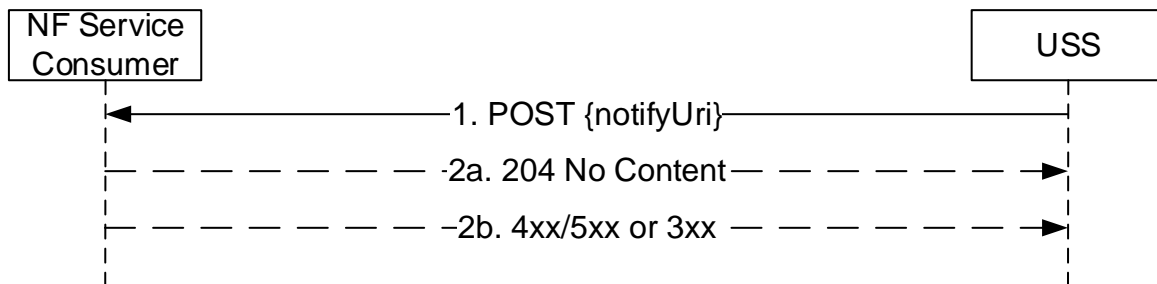 NF Service
Consumer
USS
1. POST {notifyUri}
2a. 204 No Content
2b. 4xx/5xx or 3xx